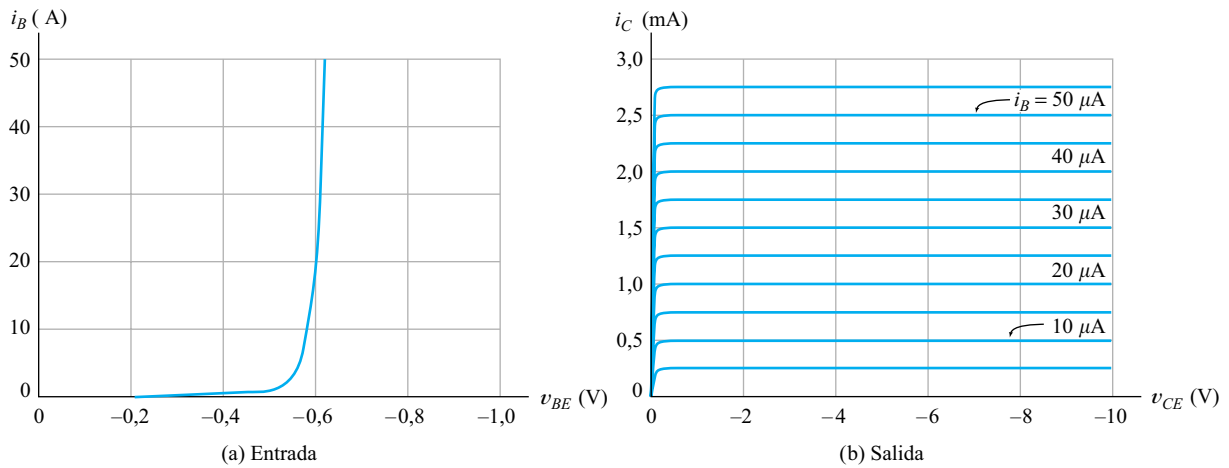 i_B ( A)
50
40
30
20
10
0
0
–0,2
–0,4
–0,6
–0,8
–1,0
v_BE (V)
(a) Entrada
i_C (mA)
3,0
2,5
2,0
1,5
1,0
0,5
0
i_B = 50 μA
40 μA
30 μA
20 μA
10 μA
0
–2
–4
–6
–8
–10
v_CE (V)
(b) Salida